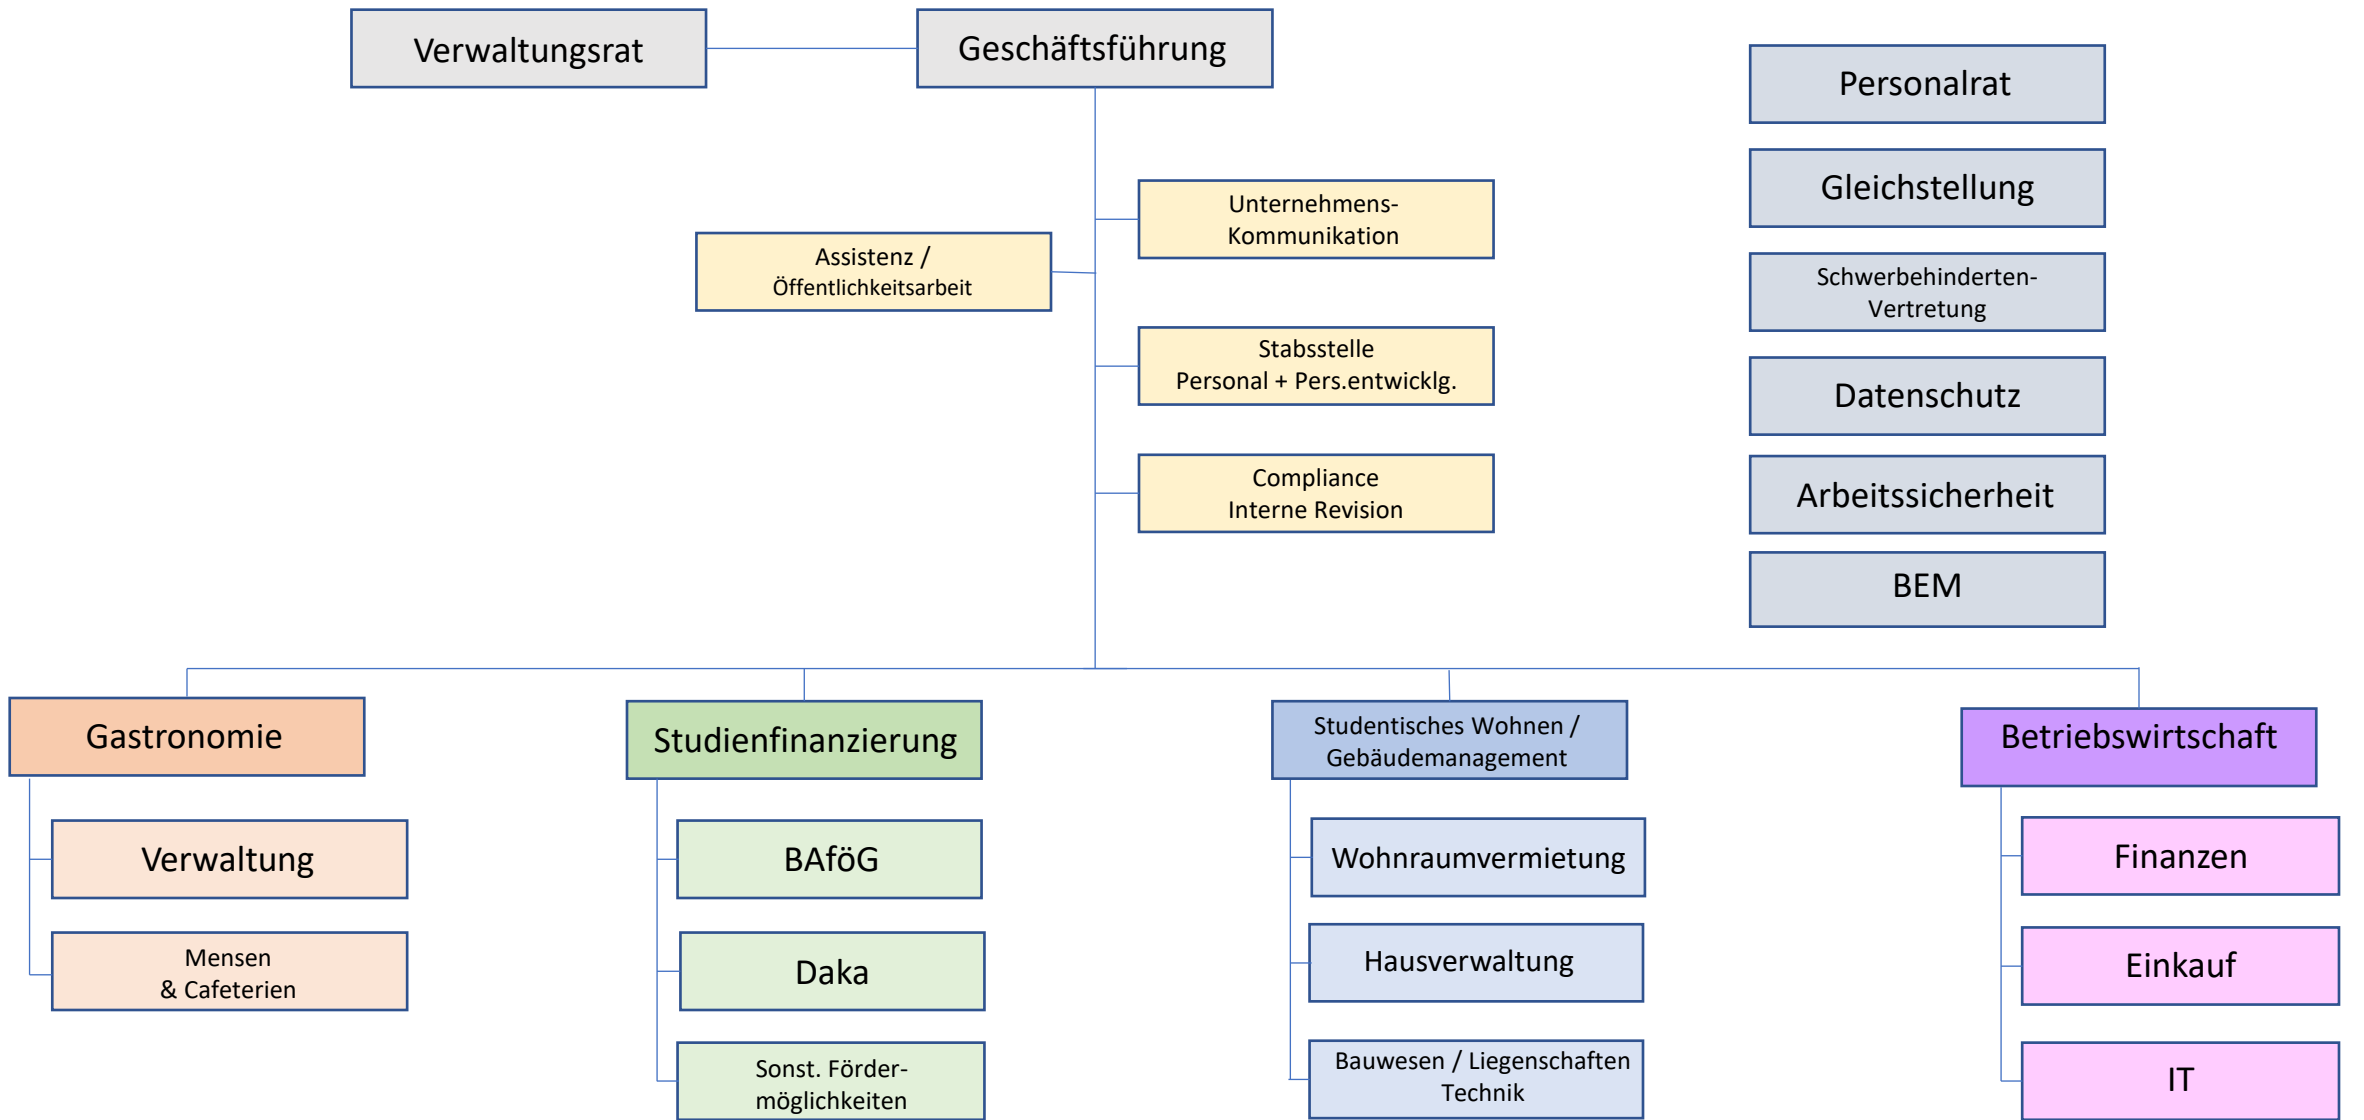 Verwaltungsrat
Geschäftsführung
Personalrat
Gleichstellung
Schwerbehinderten-
Vertretung
Datenschutz
Arbeitssicherheit
BEM
Unternehmens-
Kommunikation
Assistenz /
Öffentlichkeitsarbeit
Stabsstelle
Personal + Pers.entwicklg.
Compliance
Interne Revision
Gastronomie
Verwaltung
Mensen
& Cafeterien
Studienfinanzierung
BAföG
Daka
Sonst. Förder-
möglichkeiten
Studentisches Wohnen /
Gebäudemanagement
Wohnraumvermietung
Hausverwaltung
Bauwesen / Liegenschaften
Technik
Betriebswirtschaft
Finanzen
Einkauf
IT